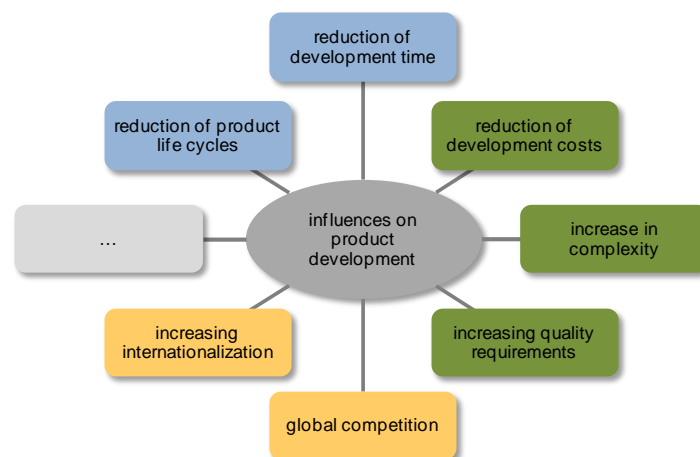 reduction of
development time
reduction of product
life cycles
reduction of
development costs
...
influences on
product
development
increase in
complexity
increasing
internationalization
increasing quality
requirements
global competition